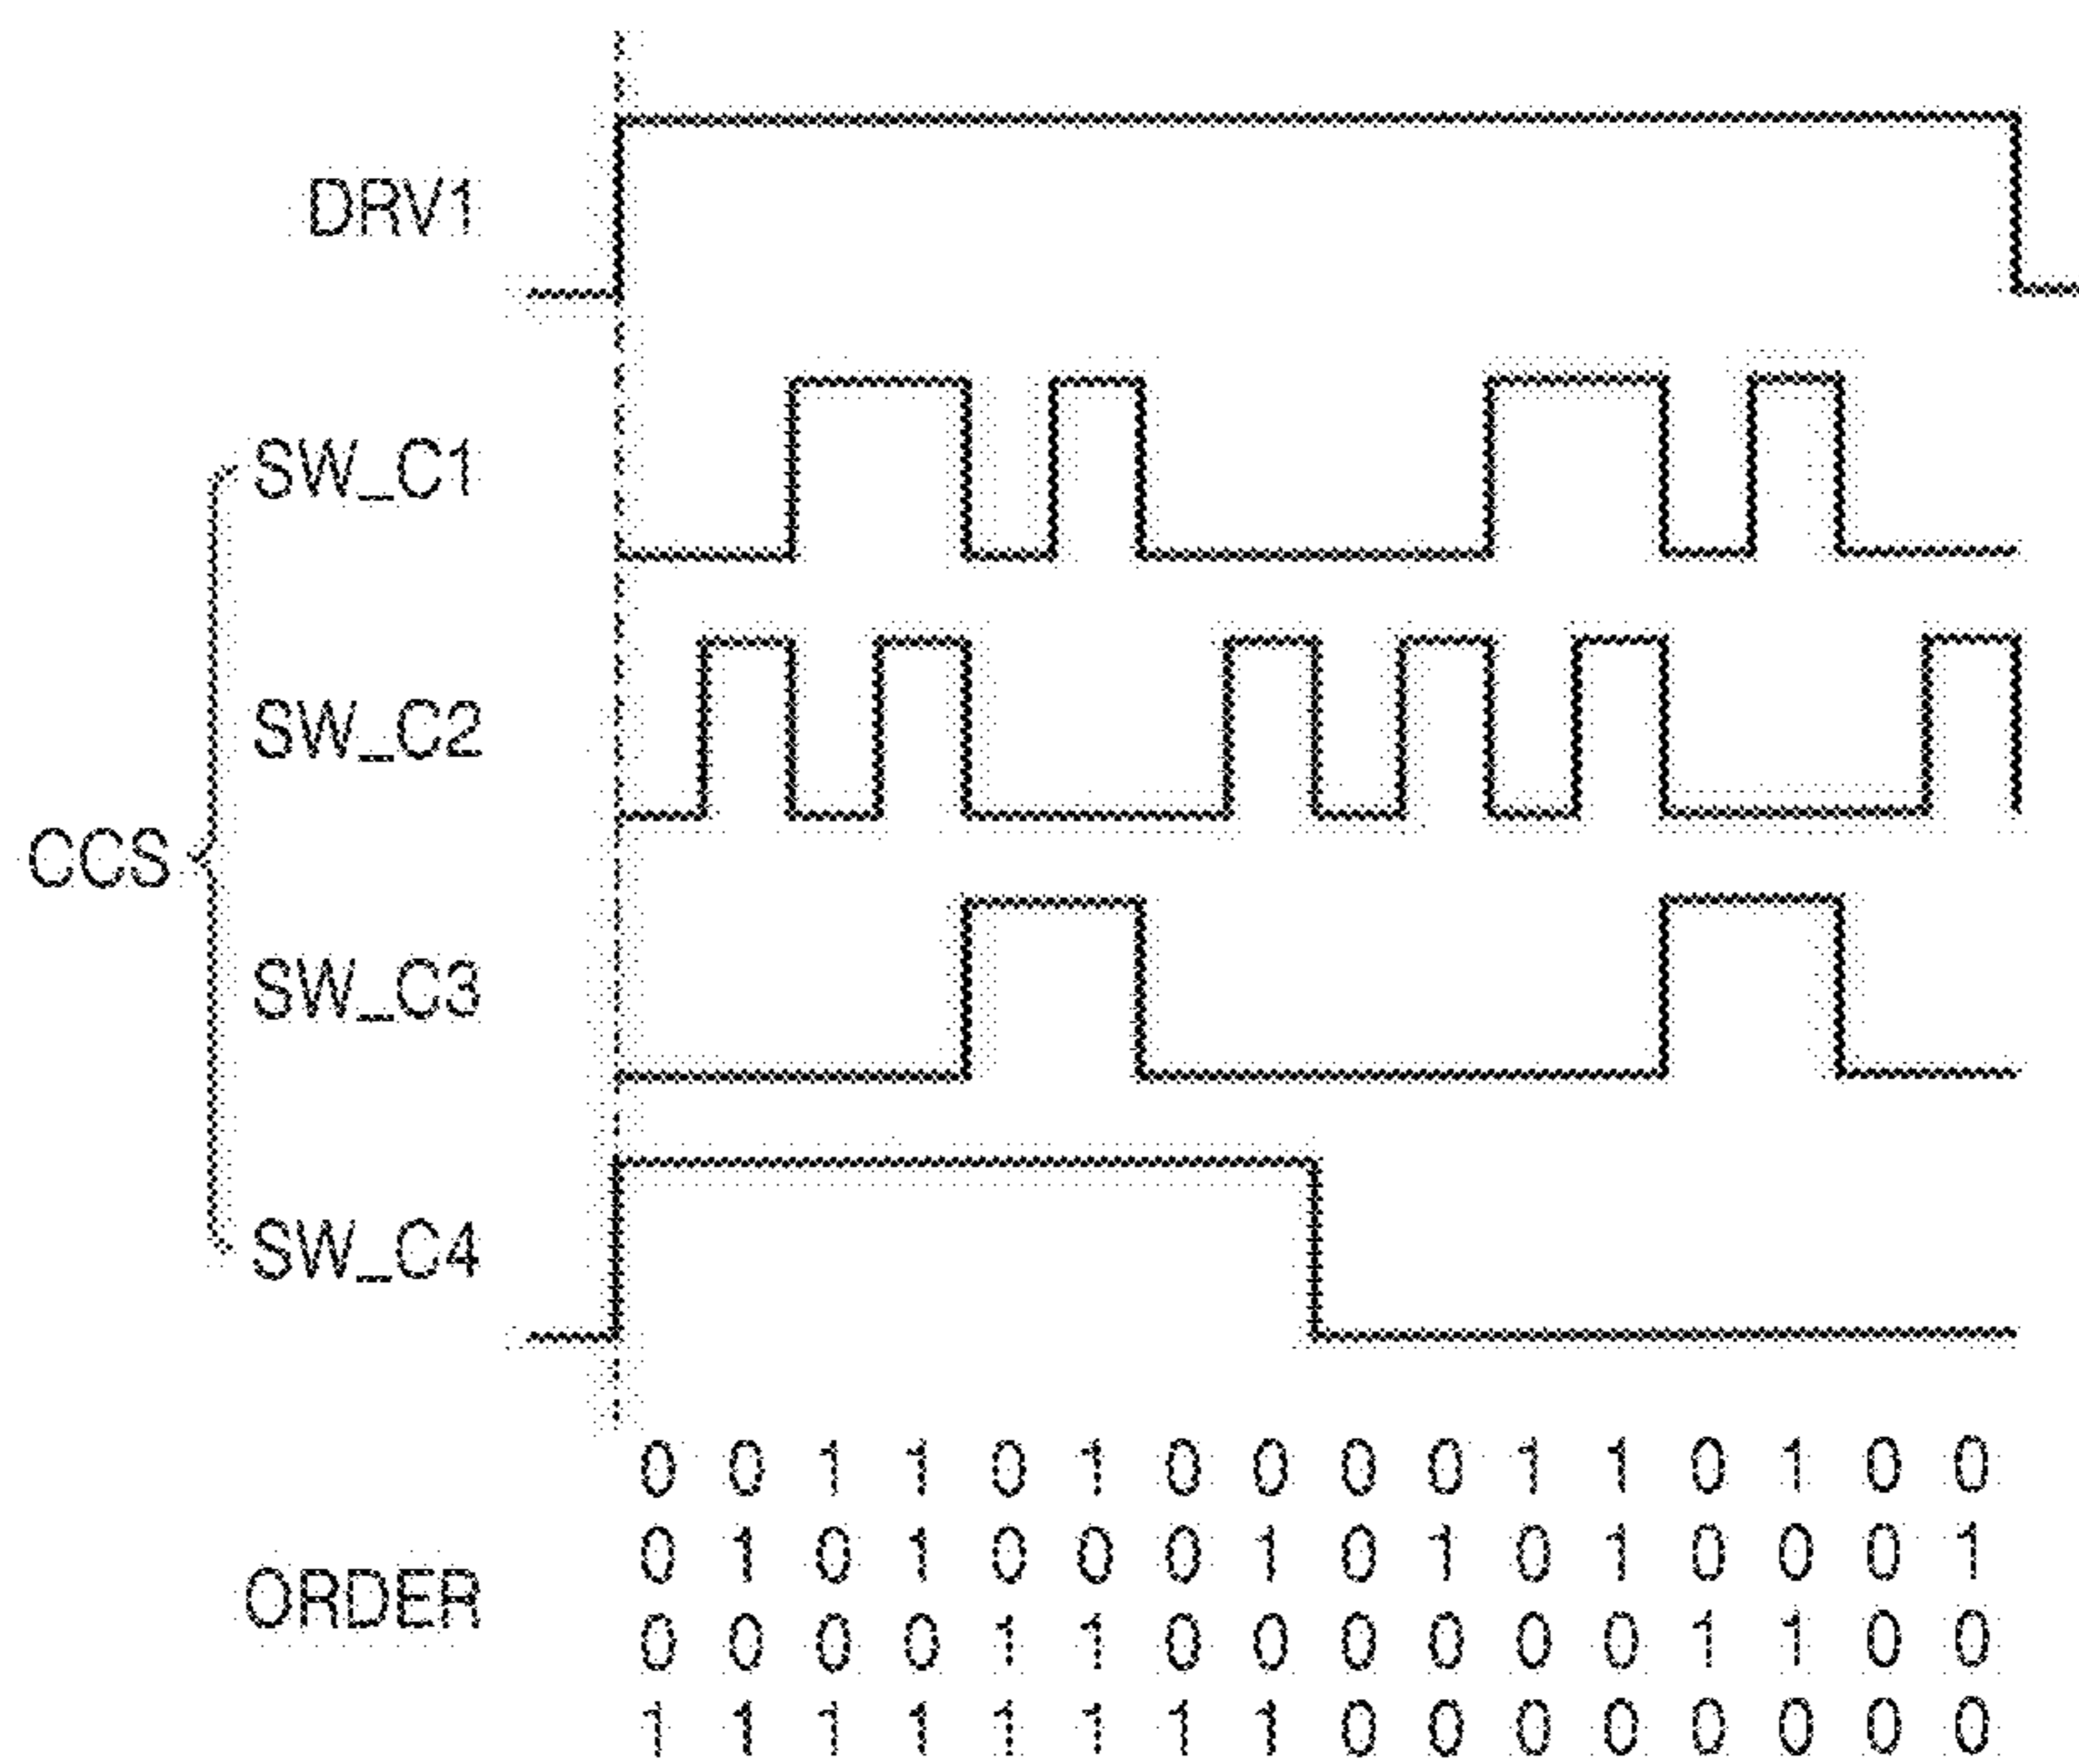 DRV1
SW_C1
SW_C2
CCS
SW_C3
SW_C4
0 0 1 1 0 1 0 0 0 0 1 1 0 1 0 0
0 1 0 1 0 0 0 1 0 1 0 1 0 0 0 1
ORDER
0 0 0 0 1 1 0 0 0 0 0 0 1 1 0 0
1 1 1 1 1 1 1 1 0 0 0 0 0 0 0 0